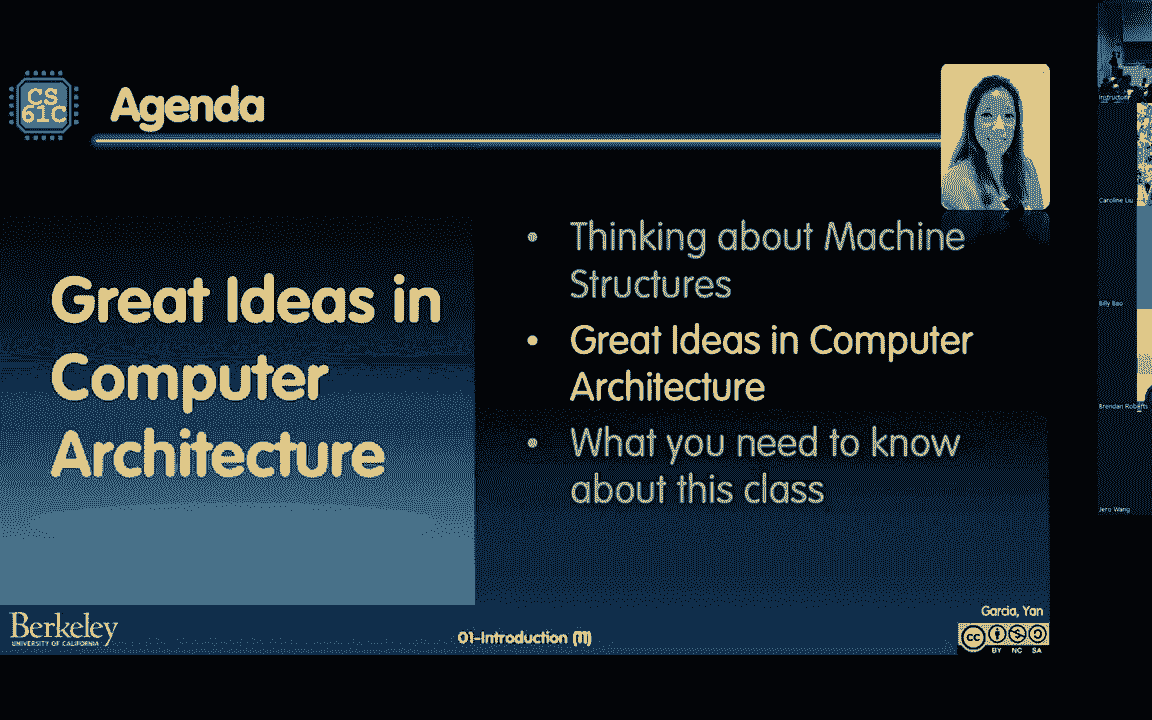 CS
61C
Agenda
Great Ideas in
Computer
Architecture
• Thinking about Machine
Structures
• Great Ideas in Computer
Architecture
• What you need to know
about this class
Berkeley
UNIVERSITY OF CALIFORNIA
01-Introduction (11)
Garcia, Yan
cc
BY NC SA
Instructor
Caroline Liu
Billy Bao
Brendan Roberts
Jero Wang